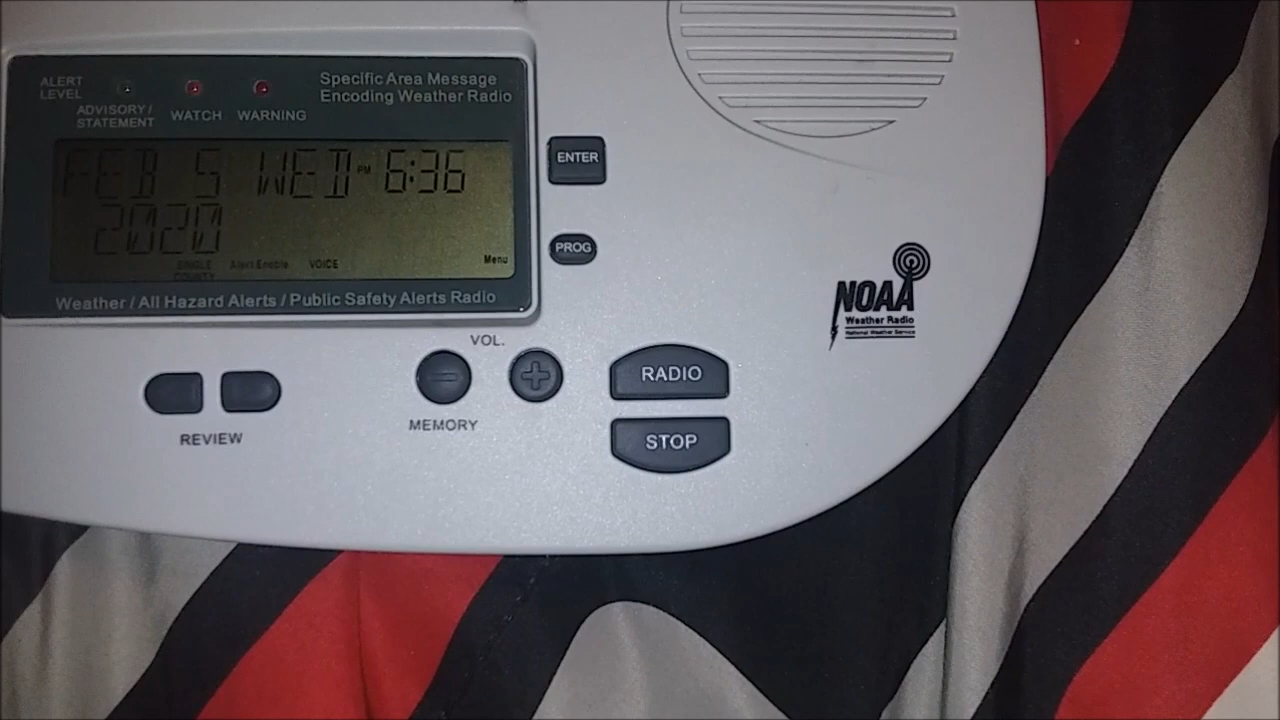 ALERT
LEVEL
ADVISORY/
STATEMENT
WATCH
WARNING
Specific Area Message
Encoding Weather Radio
FEB 5 WED PM 6:36
2020
SINGLE
COUNTY
Alert Enable
VOICE
Menu
Weather / All Hazard Alerts / Public Safety Alerts Radio
ENTER
PROG
NOAA
Weather Radio
National Weather Service
VOL.
MEMORY
REVIEW
RADIO
STOP